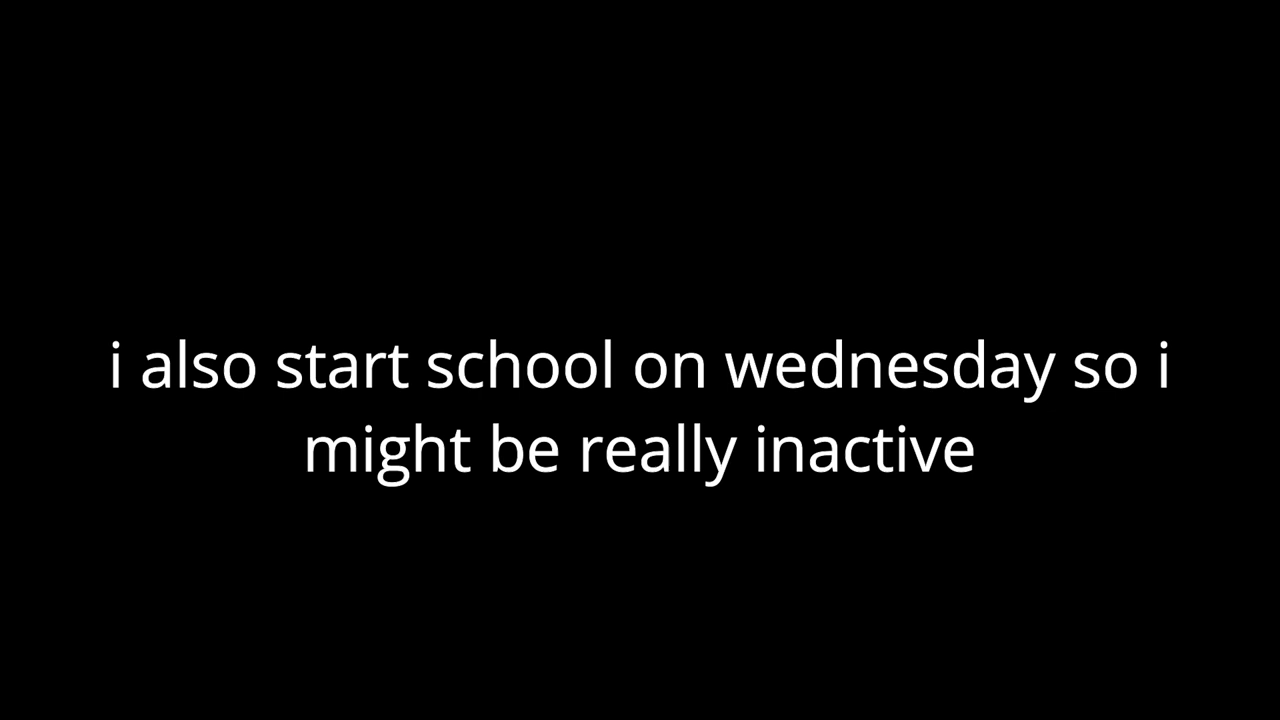 i also start school on wednesday so i
might be really inactive